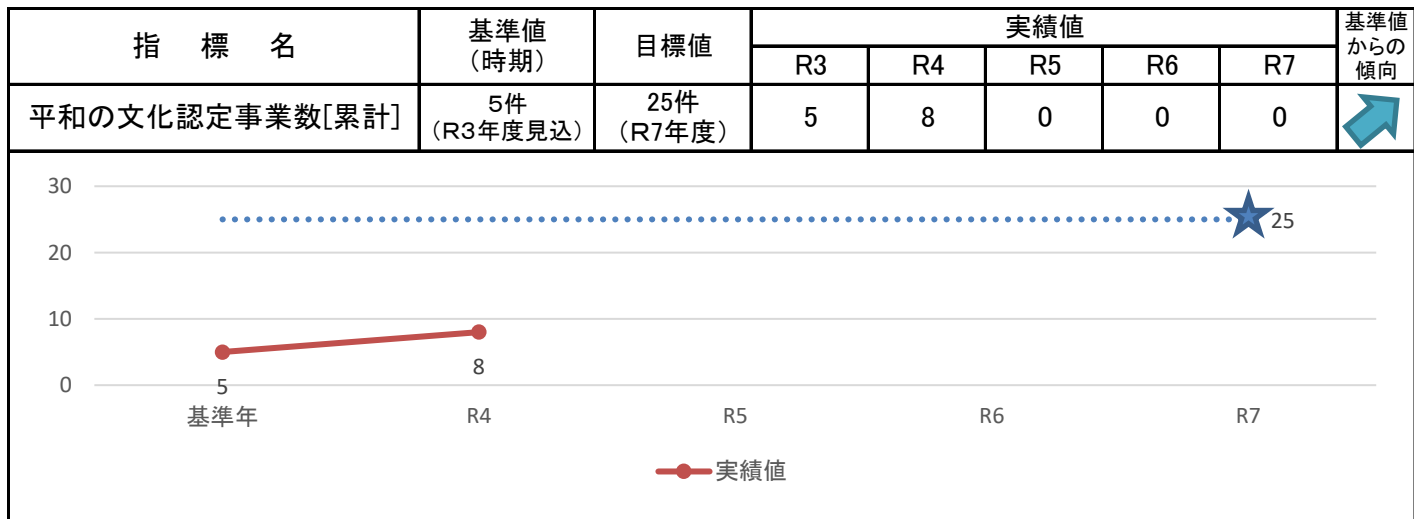 指 標 名
基準値
（時期）
目標値
実績値
基準値
からの
傾向
R3 R4 R5 R6 R7
平和の文化認定事業数[累計]
5件
（R3年度見込）
25件
（R7年度）
5 8 0 0 0
30
25
20
10
8
5
0
基準年 R4 R5 R6 R7
実績値